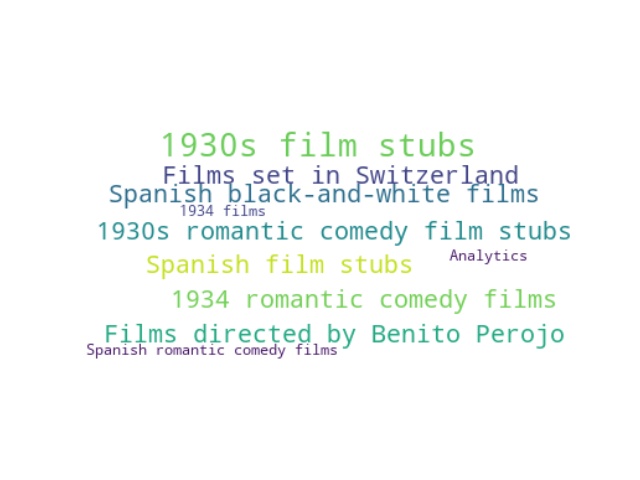 1930s film stubs
Films set in Switzerland
Spanish black-and-white films
1934 films
1930s romantic comedy film stubs
Analytics
Spanish film stubs
1934 romantic comedy films
Films directed by Benito Perojo
Spanish romantic comedy films